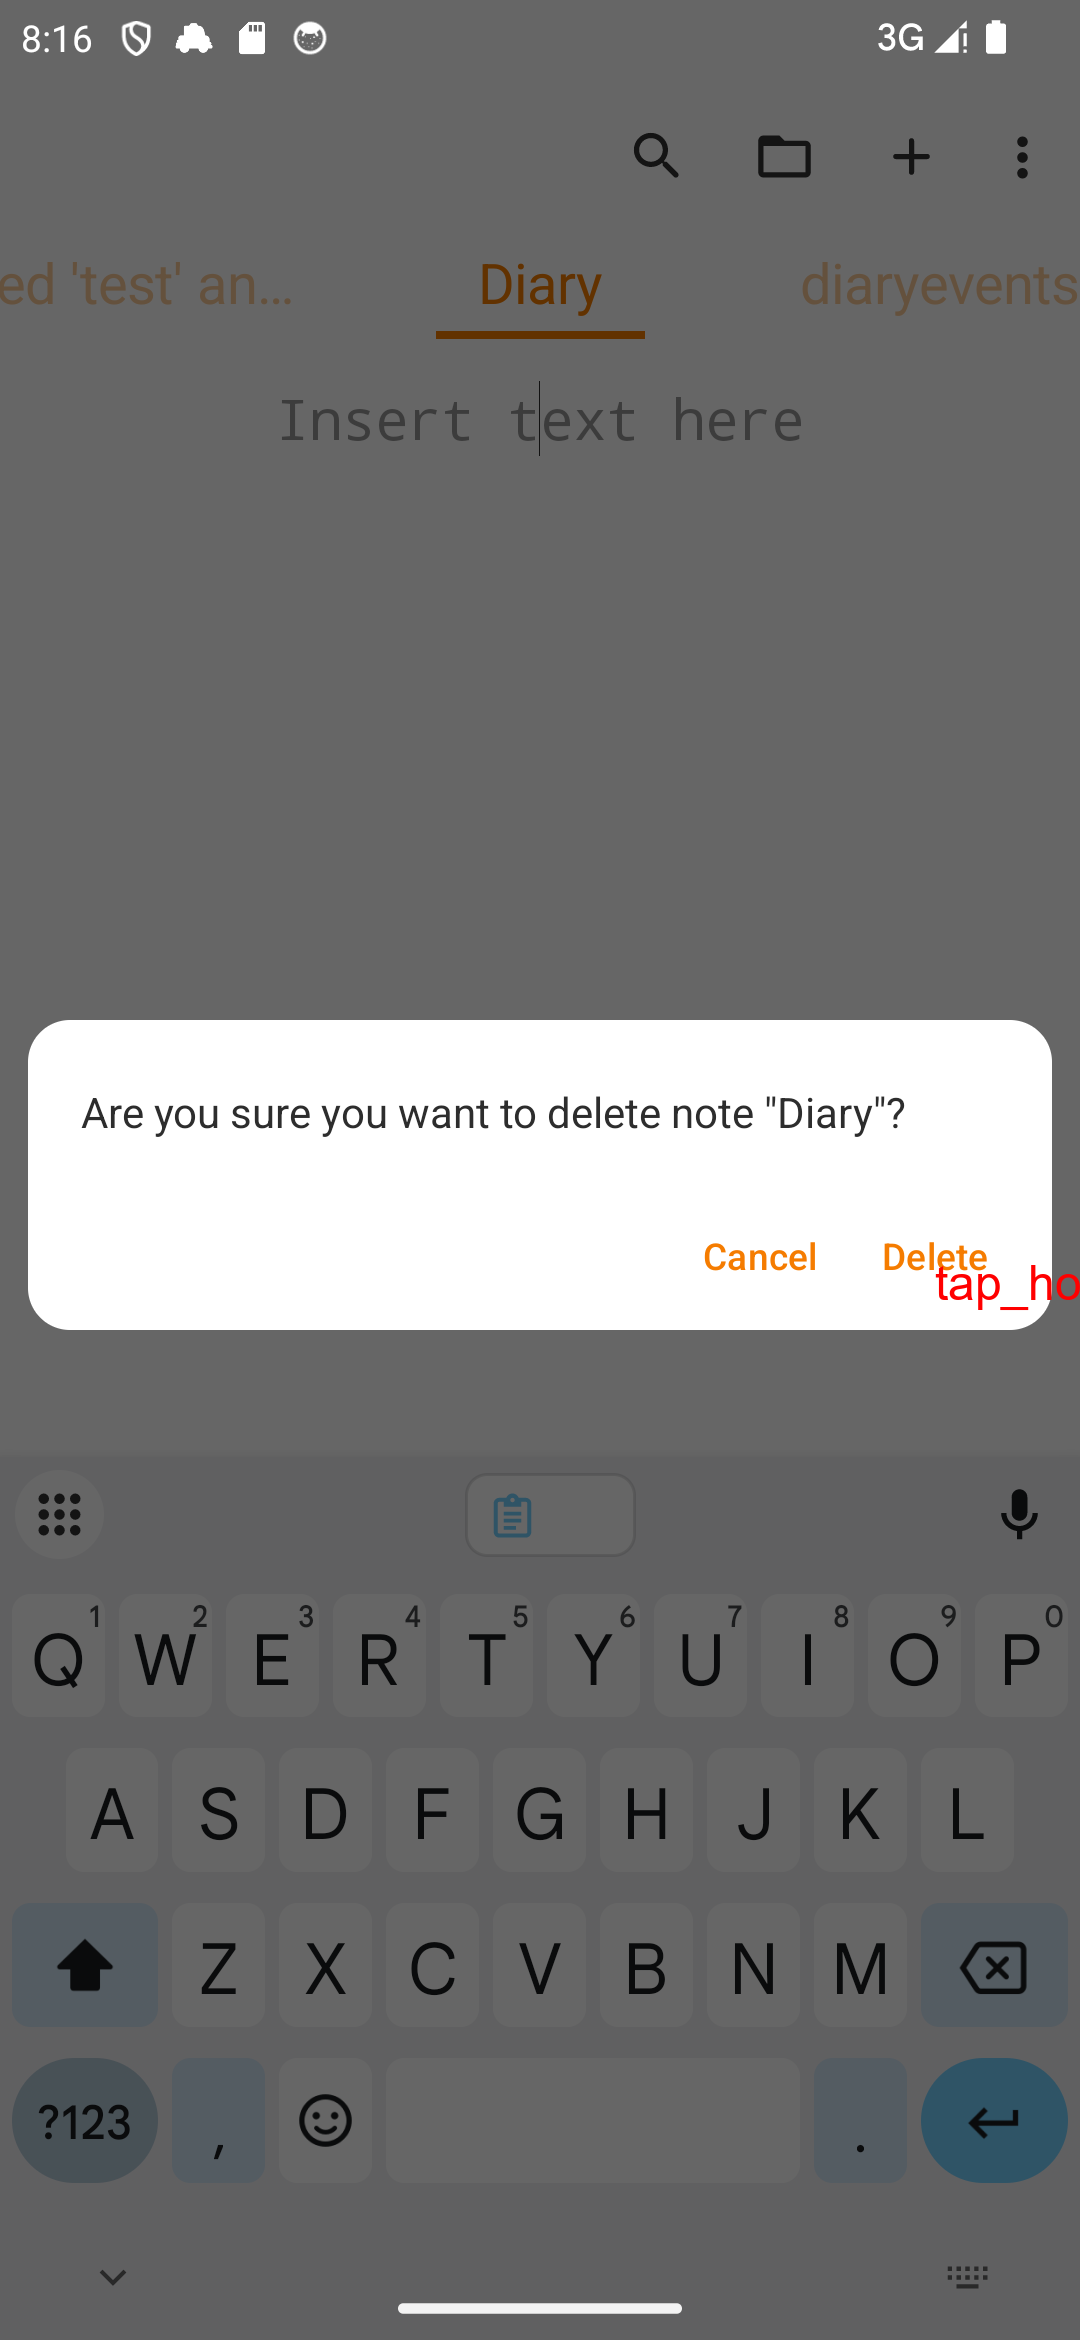 8:16
3G
ed 'test' an...
Diary
diaryevents
Insert text here
Are you sure you want to delete note "Diary"?
Cancel
Delete
tap_ho
1 2 3 4 5 6 7 8 9 0
Q W E R T Y U I O P
A S D F G H J K L
Z X C V B N M
?123 , .